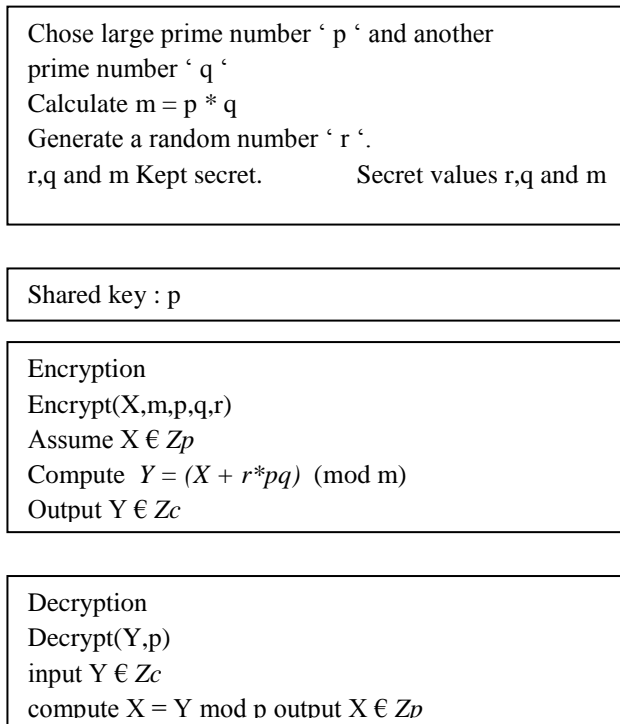 Chose large prime number ‘ p ‘ and another
prime number ‘ q ‘
Calculate m = p * q
Generate a random number ‘ r ‘.
r,q and m Kept secret. Secret values r,q and m
Shared key : p
Encryption
Encrypt(X,m,p,q,r)
Assume X € Zp
Compute Y = (X + r*pq) (mod m)
Output Y € Zc
Decryption
Decrypt(Y,p)
input Y € Zc
compute X = Y mod p output X € Zp